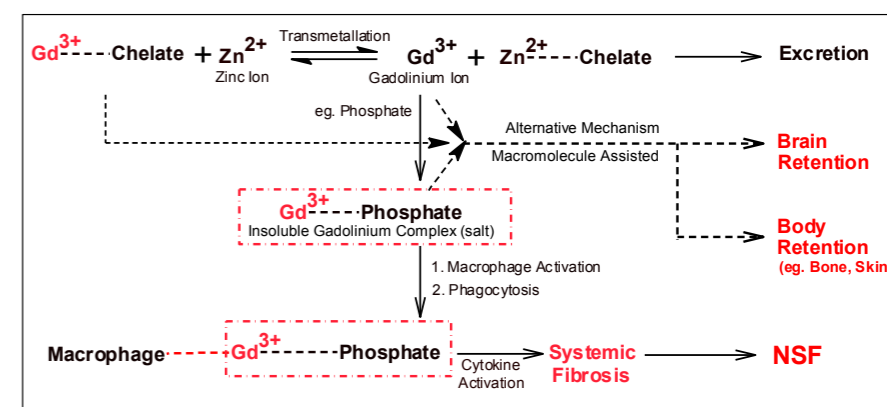 Gd3+ Chelate + Zn2+ Transmetallation Gd3+ + Zn2+ Chelate Excretion
Zinc Ion Gadolinium Ion
eg. Phosphate
Alternative Mechanism
Macromolecule Assisted
Brain
Retention
Gd3+ Phosphate
Insoluble Gadolinium Complex (salt)
Body
Retention
(eg. Bone, Skin
1. Macrophage Activation
2. Phagocytosis
Macrophage Gd3+ Phosphate
Cytokine
Activation
Systemic
Fibrosis
NSF